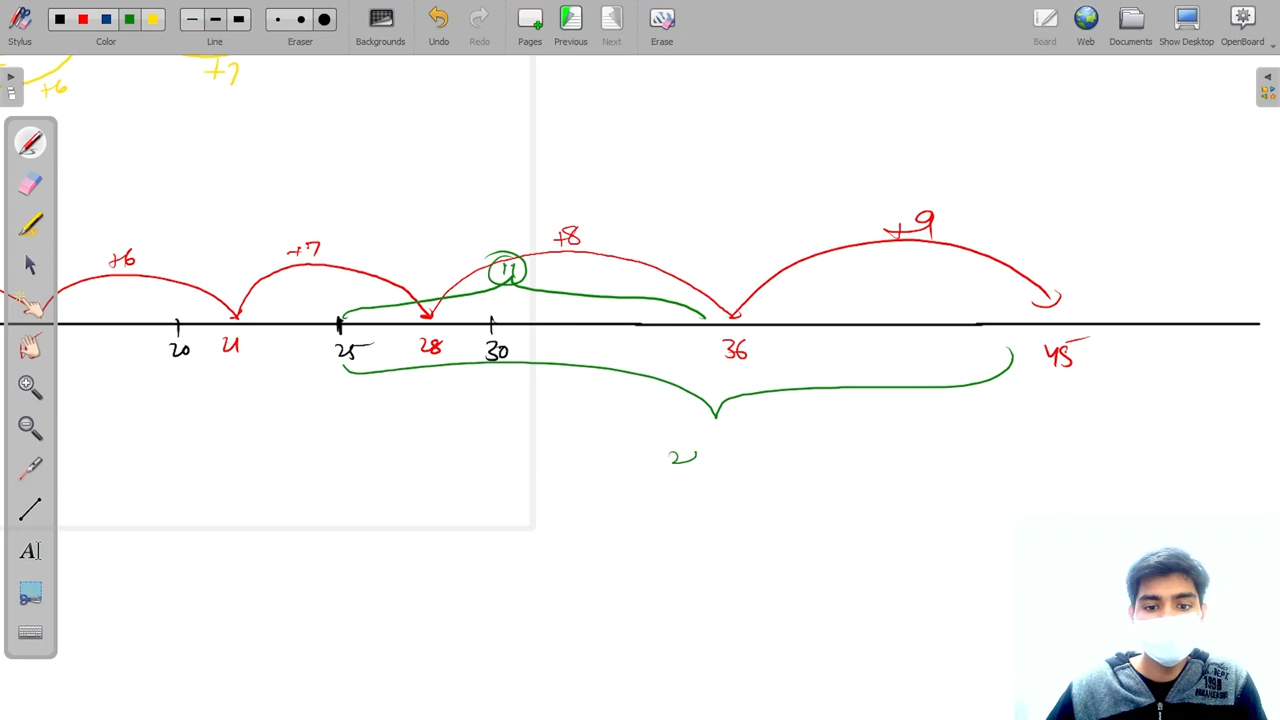 Stylus
Color
Line
Eraser
Backgrounds
Undo
Redo
Pages
Previous
Next
Erase
Board
Web
Documents
Show Desktop
OpenBoard
+6
+7
+6
+7
+8
+9
11
20
21
25
28
30
36
45
2
A
1998